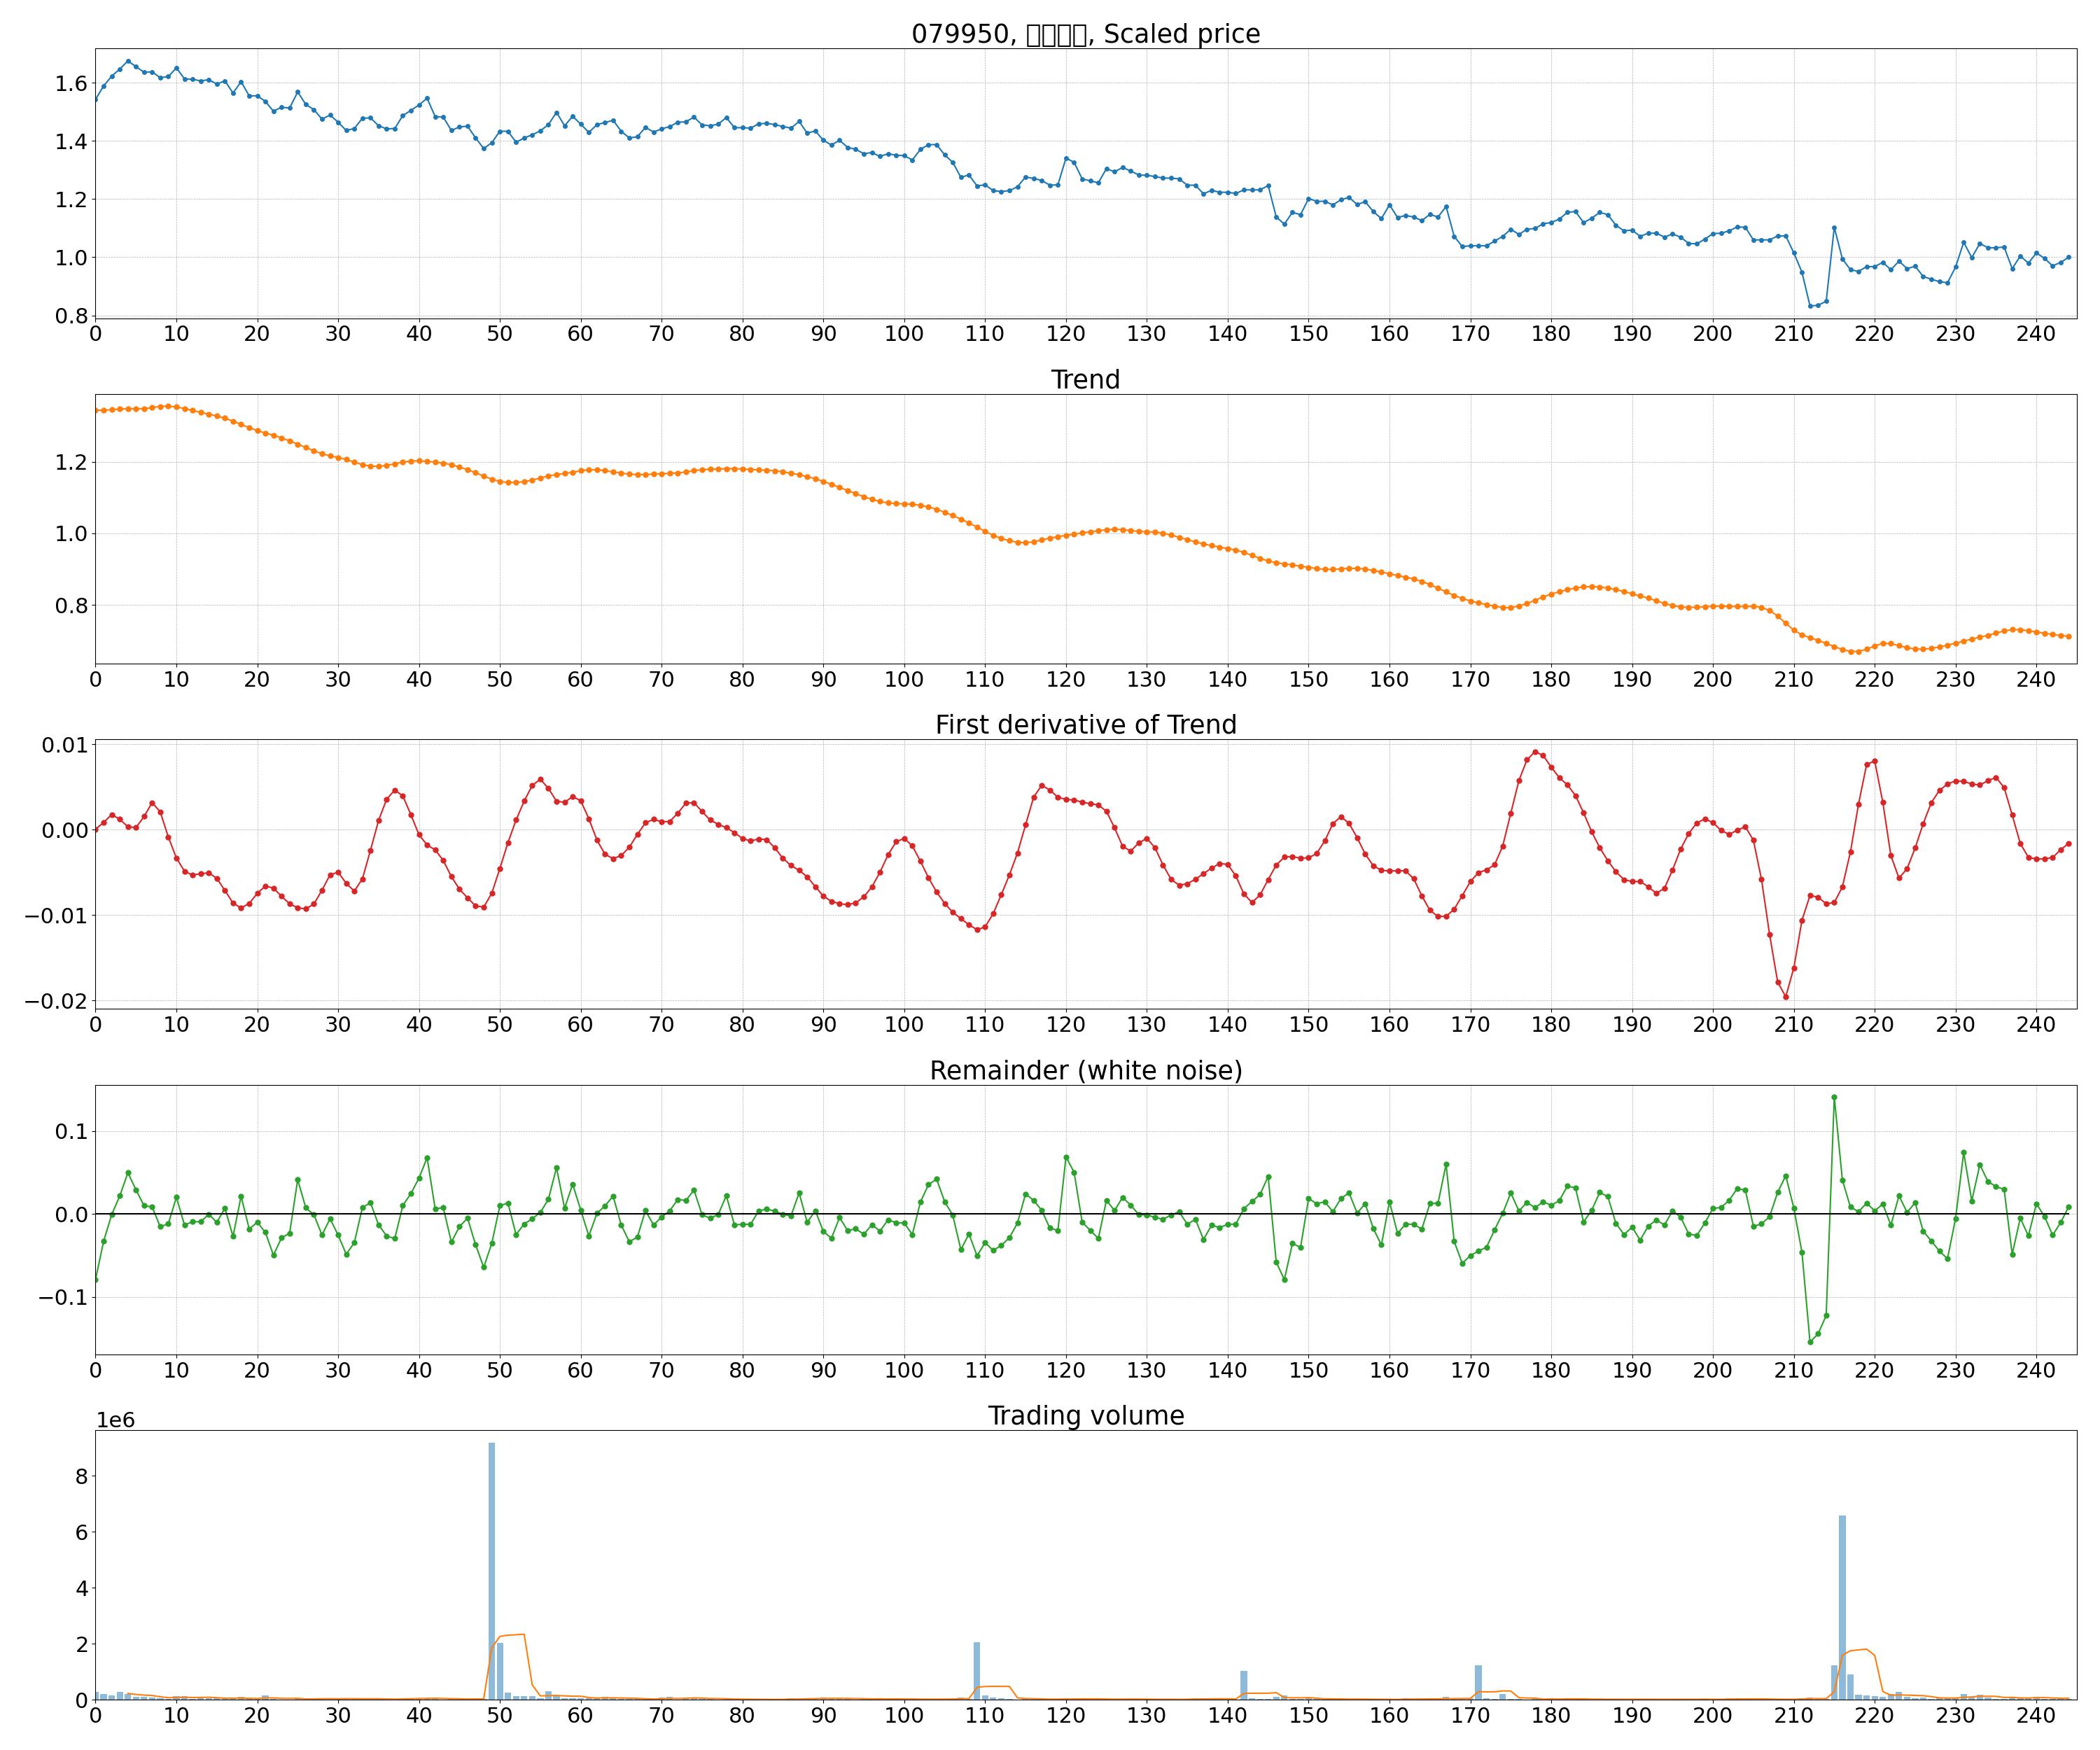 079950, □□□□, Scaled price
1.6
1.4
1.2
1.0
0.8
0 10 20 30 40 50 60 70 80 90 100 110 120 130 140 150 160 170 180 190 200 210 220 230 240
Trend
1.2
1.0
0.8
0 10 20 30 40 50 60 70 80 90 100 110 120 130 140 150 160 170 180 190 200 210 220 230 240
First derivative of Trend
0.01
0.00
−0.01
−0.02
0 10 20 30 40 50 60 70 80 90 100 110 120 130 140 150 160 170 180 190 200 210 220 230 240
Remainder (white noise)
0.1
0.0
−0.1
0 10 20 30 40 50 60 70 80 90 100 110 120 130 140 150 160 170 180 190 200 210 220 230 240
Trading volume
1e6
8
6
4
2
0
0 10 20 30 40 50 60 70 80 90 100 110 120 130 140 150 160 170 180 190 200 210 220 230 240